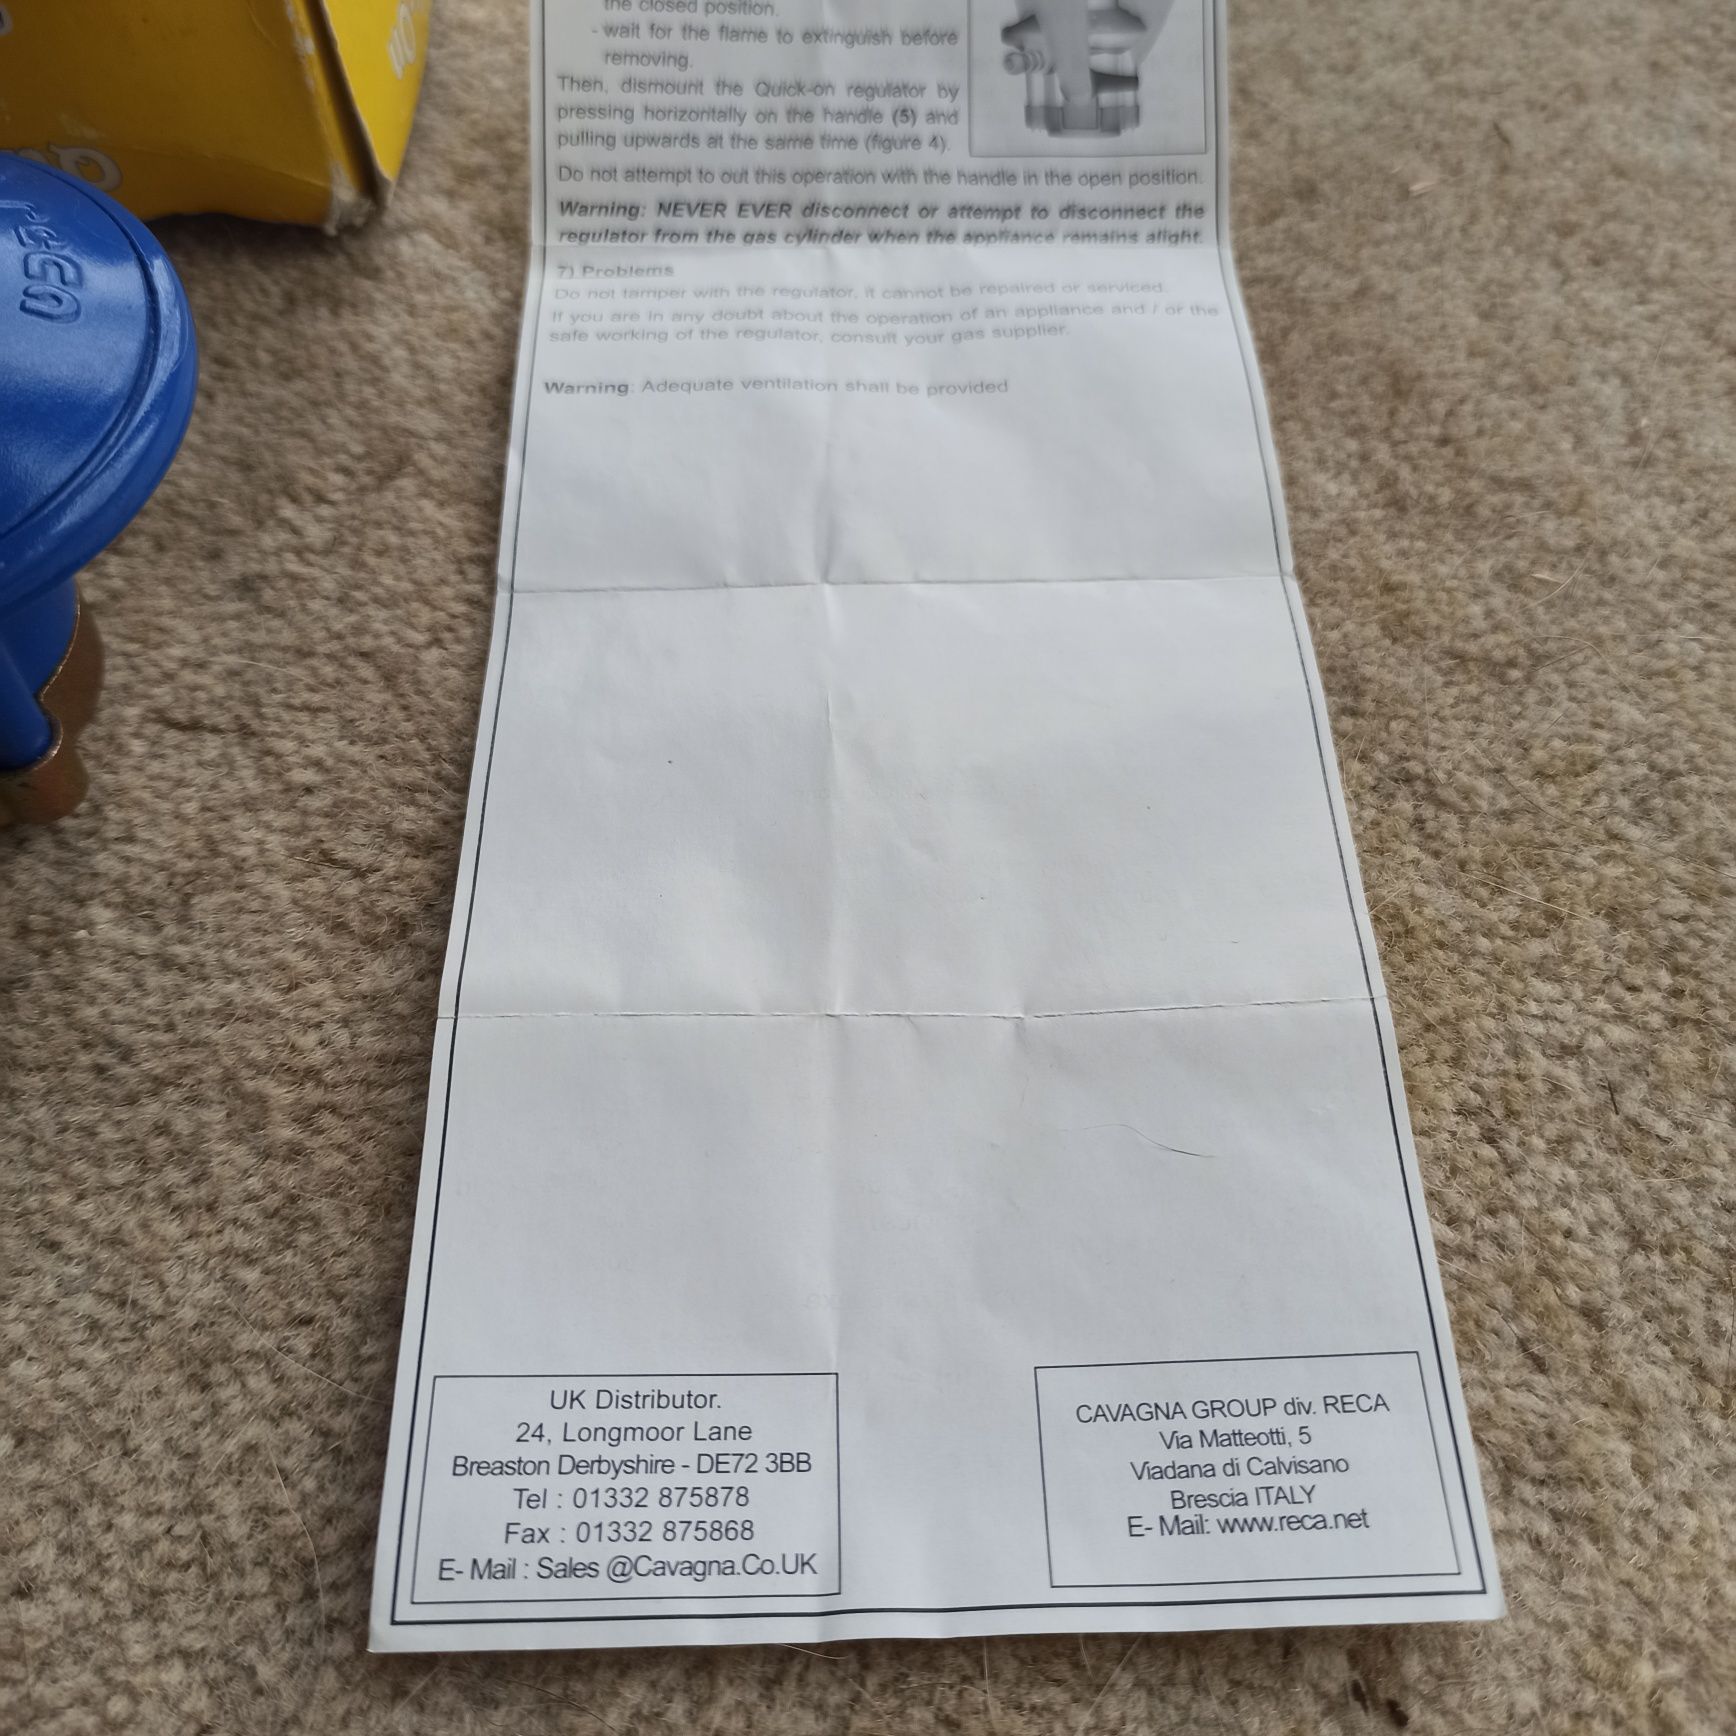 the closed position.
- wait for the flame to extinguish before
removing.
Then, dismount the Quick-on regulator by
pressing horizontally on the handle (5) and
pulling upwards at the same time (figure 4).
Do not attempt to out this operation with the handle in the open position.
Warning: NEVER EVER disconnect or attempt to disconnect the
regulator from the gas cylinder when the appliance remains alight.
7) Problems
Do not tamper with the regulator, it cannot be repaired or serviced.
If you are in any doubt about the operation of an appliance and / or the
safe working of the regulator, consult your gas supplier.
Warning: Adequate ventilation shall be provided
UK Distributor.
24, Longmoor Lane
Breaston Derbyshire - DE72 3BB
Tel : 01332 875878
Fax : 01332 875868
E- Mail : Sales @Cavagna.Co.UK
CAVAGNA GROUP div. RECA
Via Matteotti, 5
Viadana di Calvisano
Brescia ITALY
E- Mail: www.reca.net